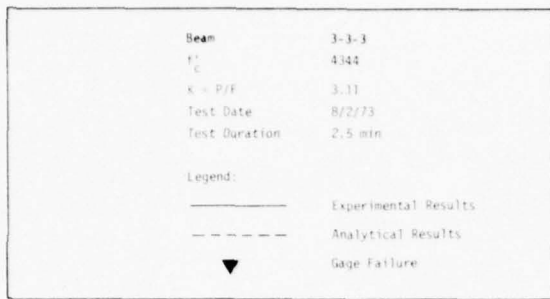 Beam 3-3-3
f'c 4344
K = P/F 3.11
Test Date 8/2/73
Test Duration 2.5 min
Legend:
Experimental Results
Analytical Results
Gage Failure